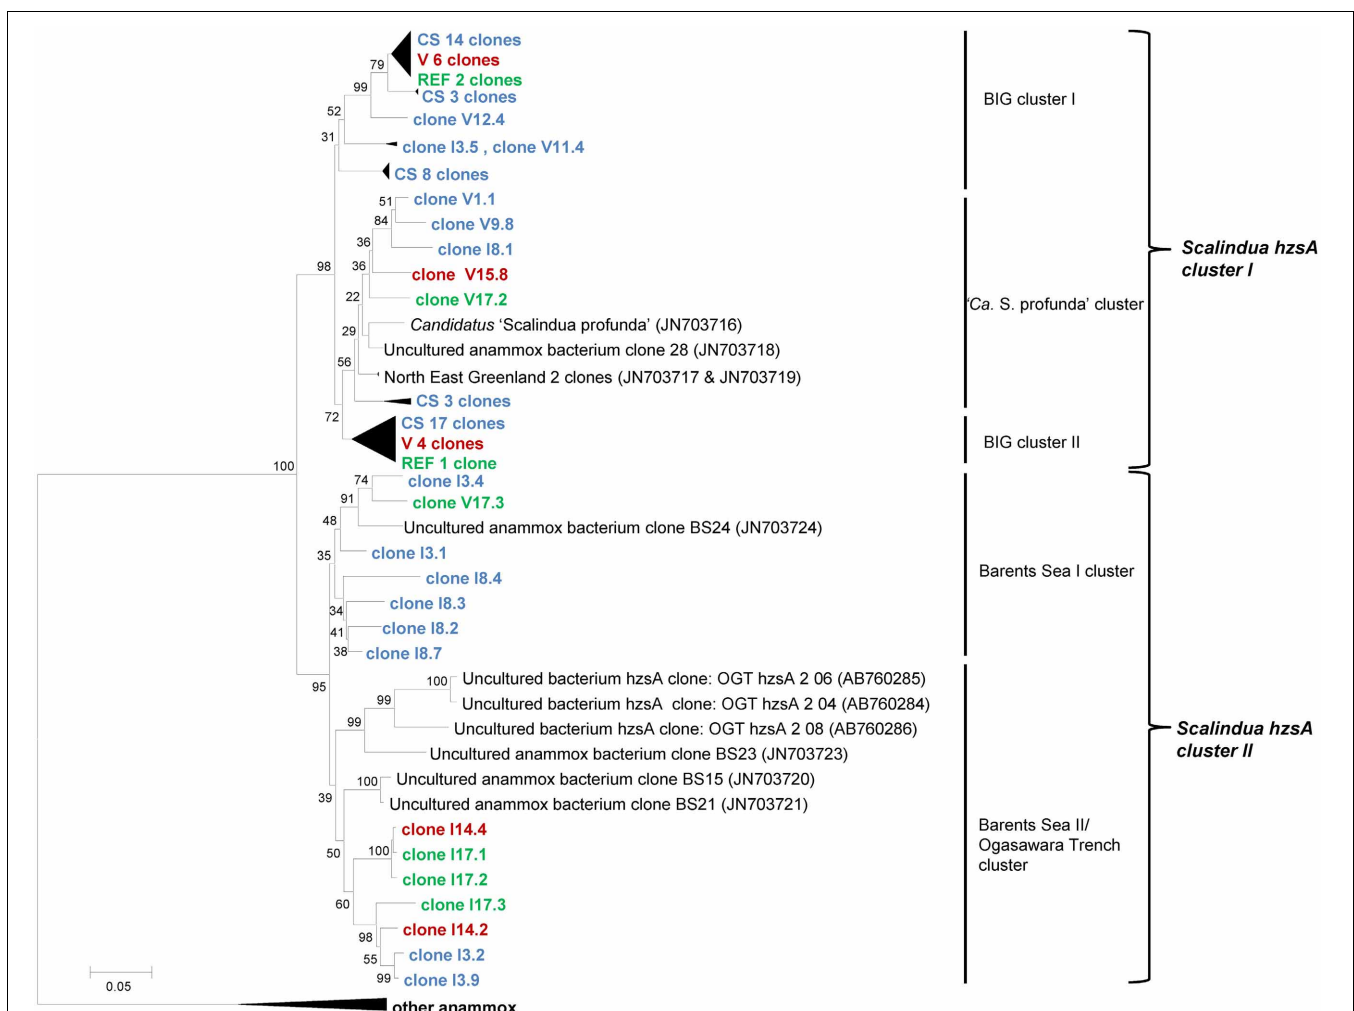 CS 14 clones
V 6 clones
REF 2 clones
CS 3 clones
clone V12.4
clone I3.5 , clone V11.4
CS 8 clones
clone V1.1
clone V9.8
clone I8.1
clone V15.8
clone V17.2
Candidatus ‘Scalindua profunda’ (JN703716)
Uncultured anammox bacterium clone 28 (JN703718)
North East Greenland 2 clones (JN703717 & JN703719)
CS 3 clones
CS 17 clones
V 4 clones
REF 1 clone
clone I3.4
clone V17.3
Uncultured anammox bacterium clone BS24 (JN703724)
clone I3.1
clone I8.4
clone I8.3
clone I8.2
clone I8.7
Uncultured bacterium hzsA clone: OGT hzsA 2 06 (AB760285)
Uncultured bacterium hzsA clone: OGT hzsA 2 04 (AB760284)
Uncultured bacterium hzsA clone: OGT hzsA 2 08 (AB760286)
Uncultured anammox bacterium clone BS23 (JN703723)
Uncultured anammox bacterium clone BS15 (JN703720)
Uncultured anammox bacterium clone BS21 (JN703721)
clone I14.4
clone I17.1
clone I17.2
clone I17.3
clone I14.2
clone I3.2
clone I3.9
other anammox
79
99
52
31
51
84
36
36
98
22
29
56
72
100
74
91
48
35
34
41
38
95
100
99
99
100
39
100
50
60
98
55
99
0.05
BIG cluster I
‘Ca. S. profunda’ cluster
BIG cluster II
Barents Sea I cluster
Barents Sea II/
Ogasawara Trench
cluster
Scalindua hzsA
cluster I
Scalindua hzsA
cluster II